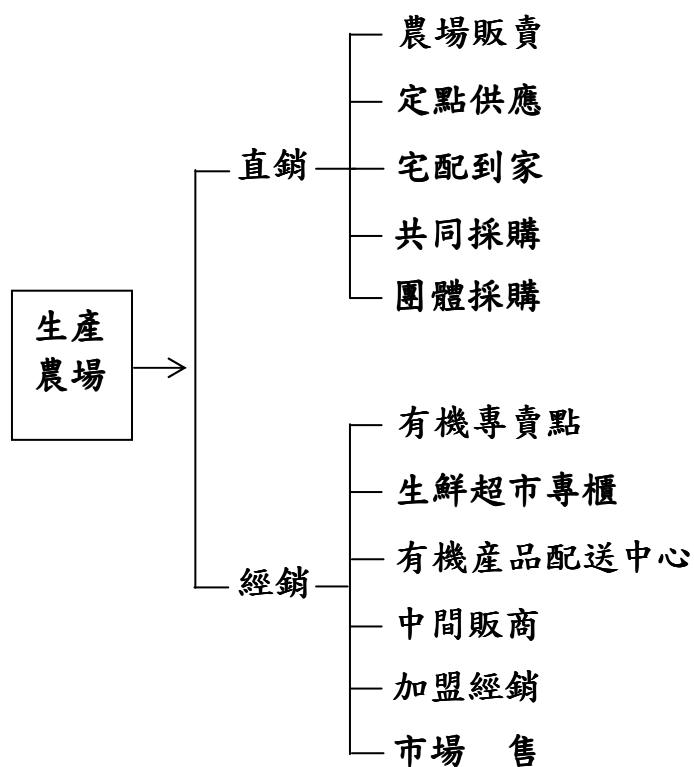 農場販賣
定點供應
直銷
宅配到家
共同採購
團體採購
生產
農場
有機專賣點
生鮮超市專櫃
有機產品配送中心
經銷
中間販商
加盟經銷
市場　售